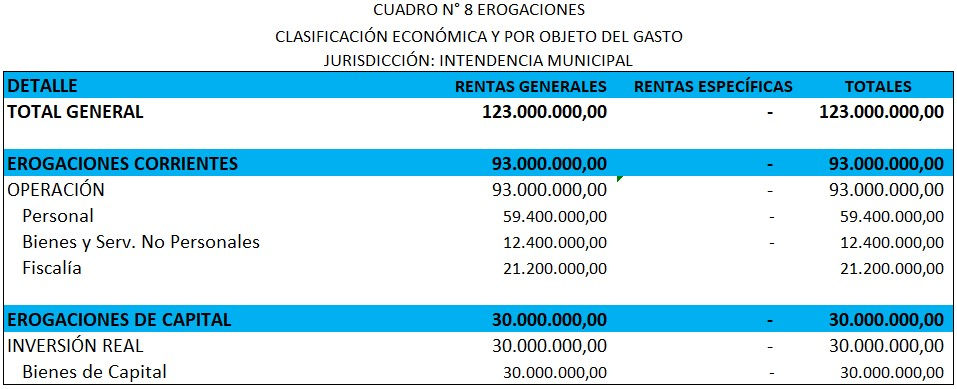 CUADRO N° 8 EROGACIONES
CLASIFICACIÓN ECONÓMICA Y POR OBJETO DEL GASTO
JURISDICCIÓN: INTENDENCIA MUNICIPAL
DETALLE RENTAS GENERALES RENTAS ESPECÍFICAS TOTALES
TOTAL GENERAL 123.000.000,00 - 123.000.000,00
EROGACIONES CORRIENTES 93.000.000,00 - 93.000.000,00
OPERACIÓN 93.000.000,00 - 93.000.000,00
Personal 59.400.000,00 - 59.400.000,00
Bienes y Serv. No Personales 12.400.000,00 - 12.400.000,00
Fiscalía 21.200.000,00 21.200.000,00
EROGACIONES DE CAPITAL 30.000.000,00 - 30.000.000,00
INVERSIÓN REAL 30.000.000,00 - 30.000.000,00
Bienes de Capital 30.000.000,00 - 30.000.000,00